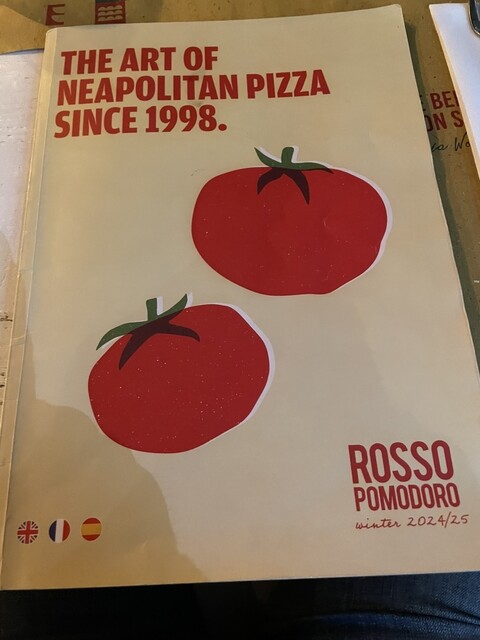 THE ART OF
NEAPOLITAN PIZZA
SINCE 1998.
ROSSO
POMODORO
winter 2024/25